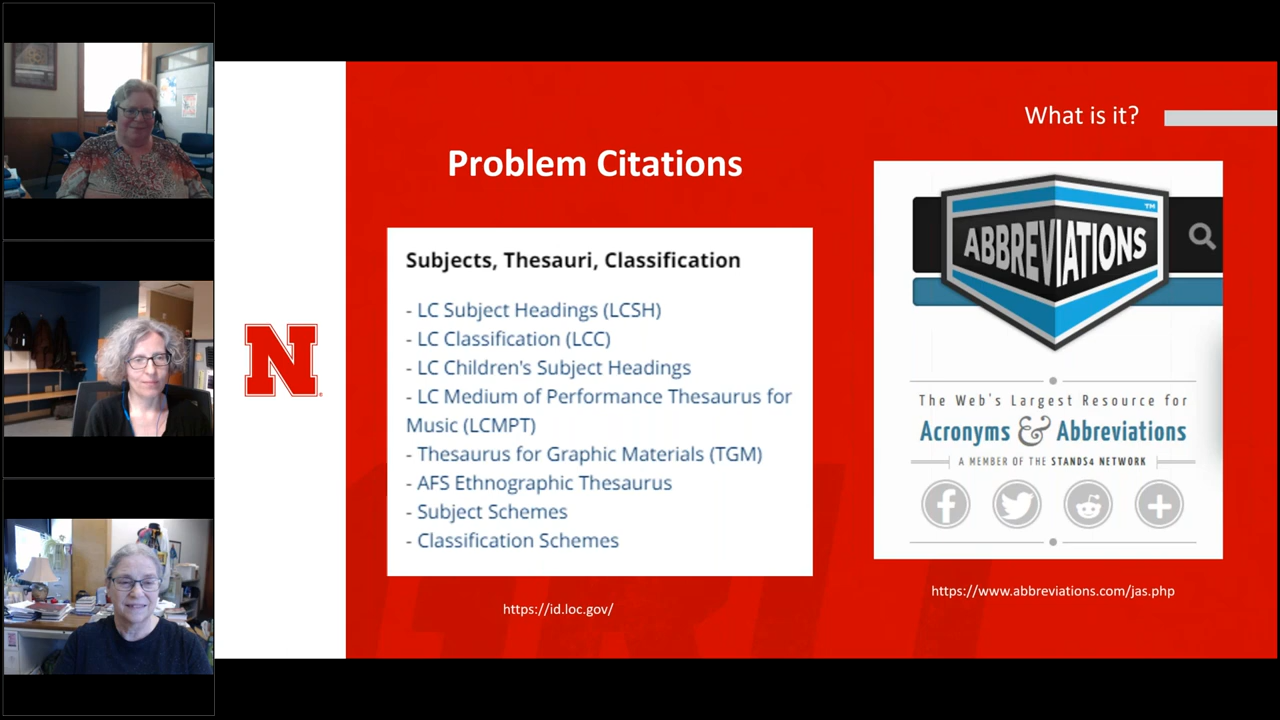 What is it?
Problem Citations
Subjects, Thesauri, Classification
- LC Subject Headings (LCSH)
- LC Classification (LCC)
- LC Children's Subject Headings
- LC Medium of Performance Thesaurus for
Music (LCMPT)
- Thesaurus for Graphic Materials (TGM)
- AFS Ethnographic Thesaurus
- Subject Schemes
- Classification Schemes
https://id.loc.gov/
N
ABBREVIATIONS
™
The Web's Largest Resource for
Acronyms & Abbreviations
A MEMBER OF THE STANDS4 NETWORK
https://www.abbreviations.com/jas.php